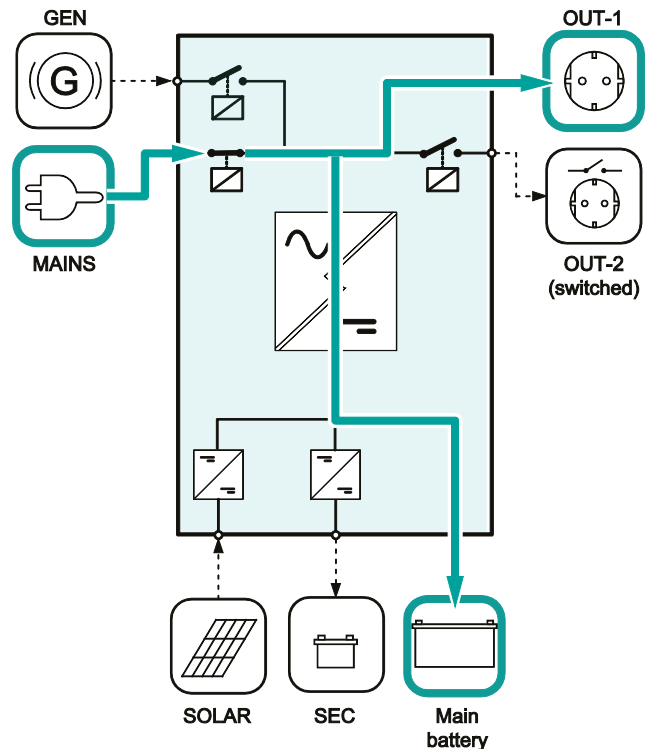 GEN
OUT-1
G
MAINS
OUT-2
(switched)
SOLAR
SEC
Main
battery